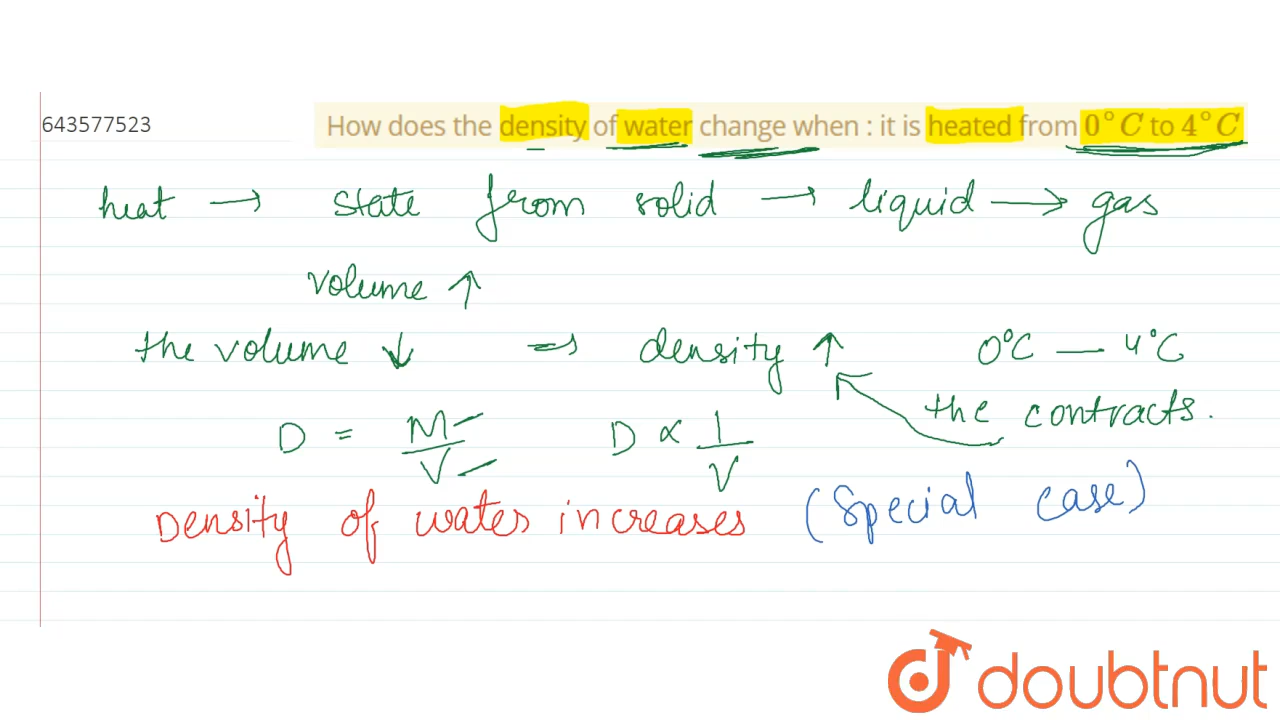 643577523 How does the density of water change when : it is heated from 0°C to 4°C
heat → state from solid → liquid → gas
volume ↑
the volume ↓ ⇒ density ↑ 0°C — 4°C
the contracts.
D = M/V D ∝ 1/V
Density of water increases (Special case)
doubtnut